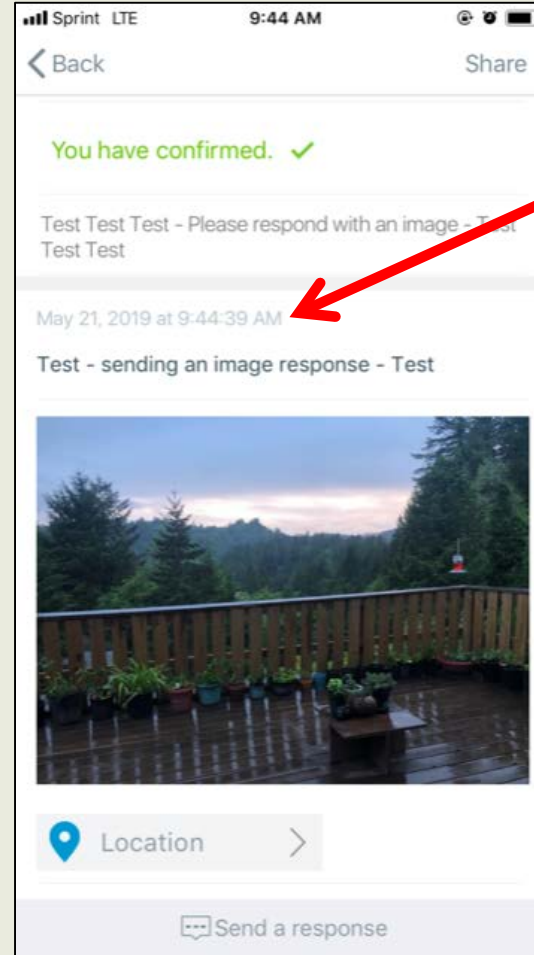 Sprint LTE 9:44 AM
Back Share
You have confirmed.
Test Test Test - Please respond with an image - Test
Test Test
May 21, 2019 at 9:44:39 AM
Test - sending an image response - Test
Location
Send a response